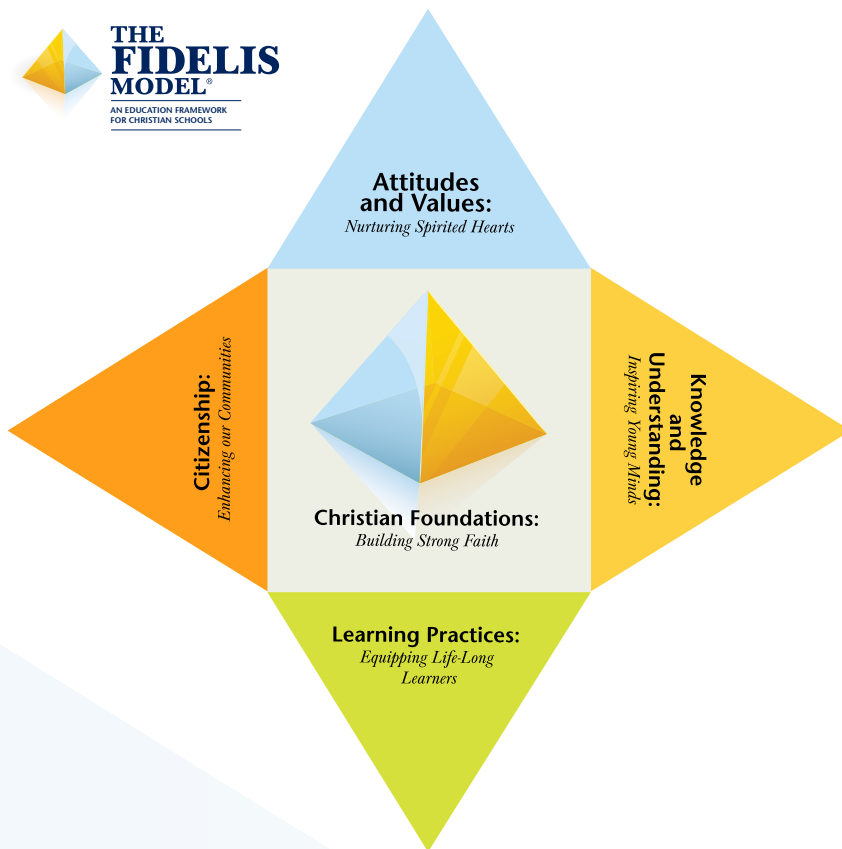 THE
FIDELIS
MODEL®
AN EDUCATION FRAMEWORK
FOR CHRISTIAN SCHOOLS
Attitudes
and Values:
Nurturing Spirited Hearts
Citizenship:
Enhancing our Communities
Knowledge
and
Understanding:
Inspiring Young Minds
Christian Foundations:
Building Strong Faith
Learning Practices:
Equipping Life-Long
Learners